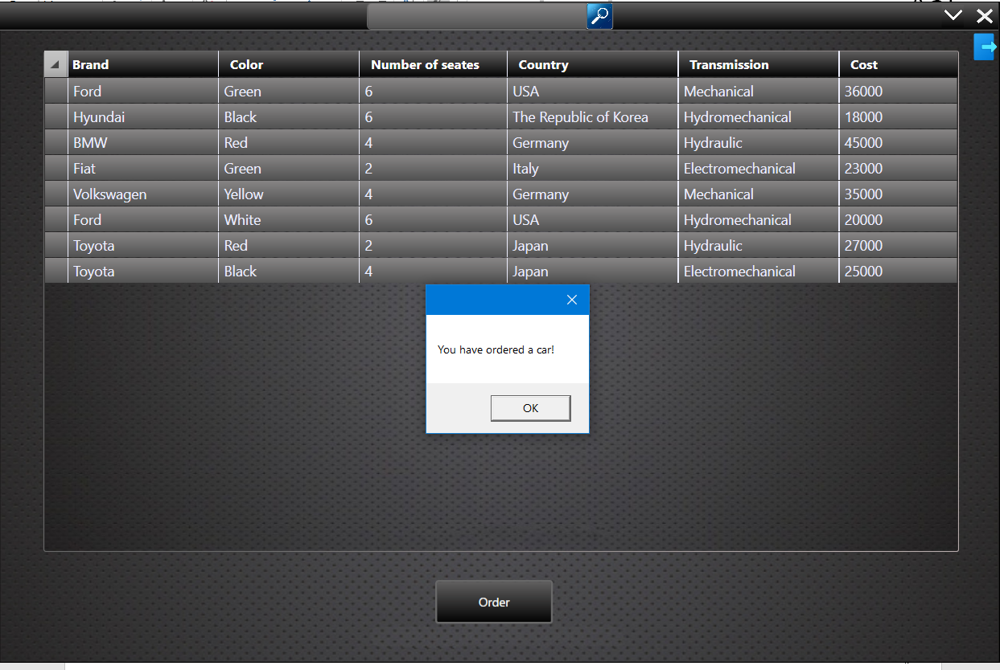 Brand Color Number of seates Country Transmission Cost
Ford Green 6 USA Mechanical 36000
Hyundai Black 6 The Republic of Korea Hydromechanical 18000
BMW Red 4 Germany Hydraulic 45000
Fiat Green 2 Italy Electromechanical 23000
Volkswagen Yellow 4 Germany Mechanical 35000
Ford White 6 USA Hydromechanical 20000
Toyota Red 2 Japan Hydraulic 27000
Toyota Black 4 Japan Electromechanical 25000
You have ordered a car!
OK
Order